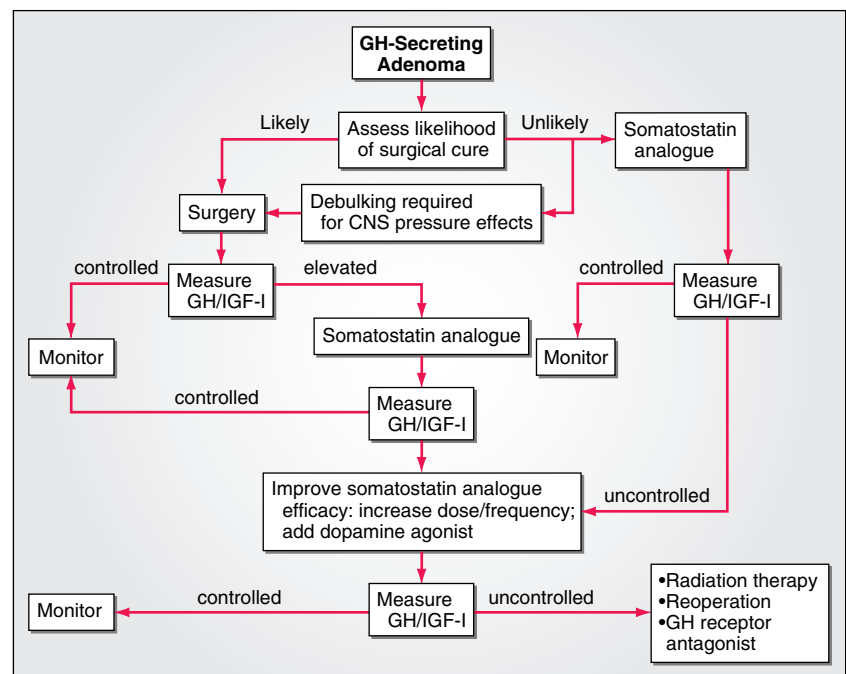 GH-Secreting
Adenoma
Likely
Assess likelihood
of surgical cure
Unlikely
Somatostatin
analogue
Surgery
Debulking required
for CNS pressure effects
controlled
Measure
GH/IGF-I
elevated
controlled
Measure
GH/IGF-I
Monitor
Somatostatin analogue
Monitor
controlled
Measure
GH/IGF-I
Improve somatostatin analogue
efficacy: increase dose/frequency;
add dopamine agonist
uncontrolled
Monitor
controlled
Measure
GH/IGF-I
uncontrolled
•Radiation therapy
•Reoperation
•GH receptor
antagonist